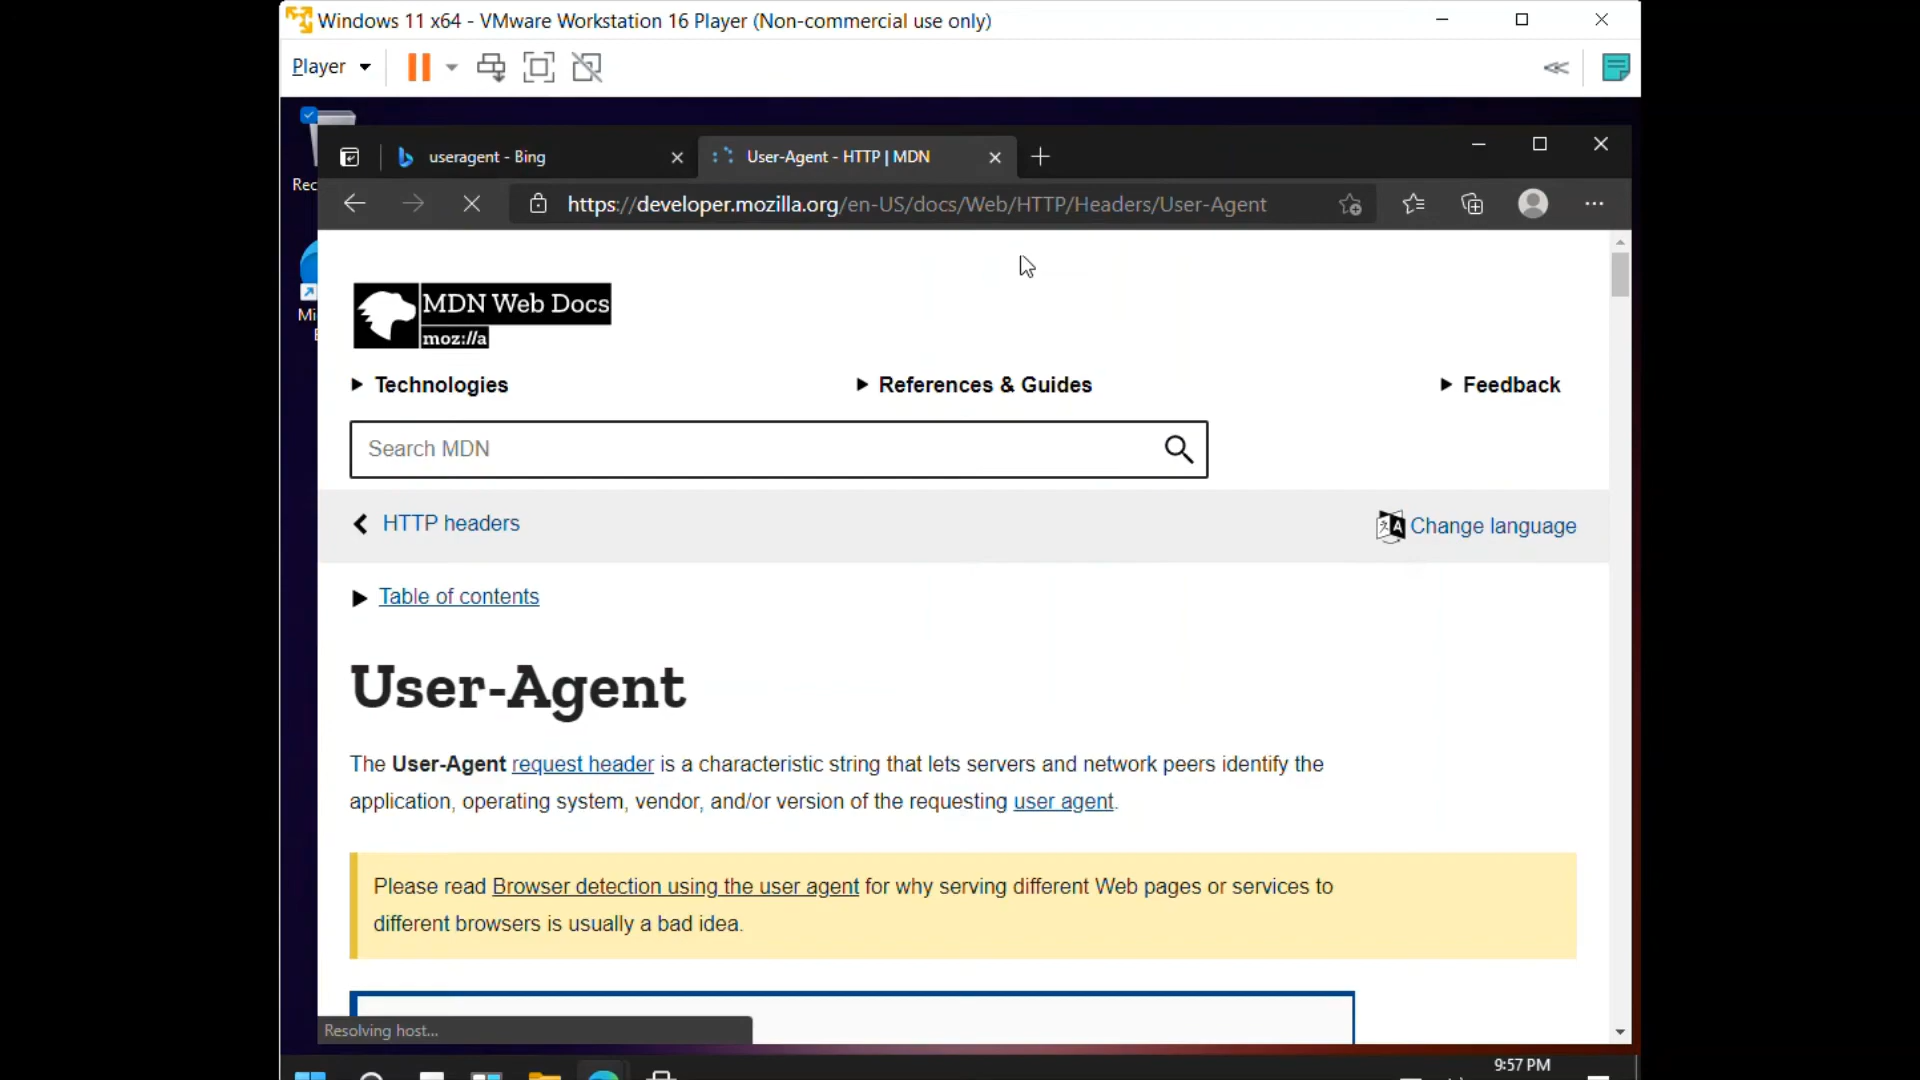 Windows 11 x64 - VMware Workstation 16 Player (Non-commercial use only)
Player
Rec
useragent - Bing
User-Agent - HTTP | MDN
https://developer.mozilla.org/en-US/docs/Web/HTTP/Headers/User-Agent
Mi
MDN Web Docs
moz://a
Technologies
References & Guides
Feedback
Search MDN
HTTP headers
Change language
Table of contents
User-Agent
The User-Agent request header is a characteristic string that lets servers and network peers identify the
application, operating system, vendor, and/or version of the requesting user agent.
Please read Browser detection using the user agent for why serving different Web pages or services to
different browsers is usually a bad idea.
Resolving host...
9:57 PM